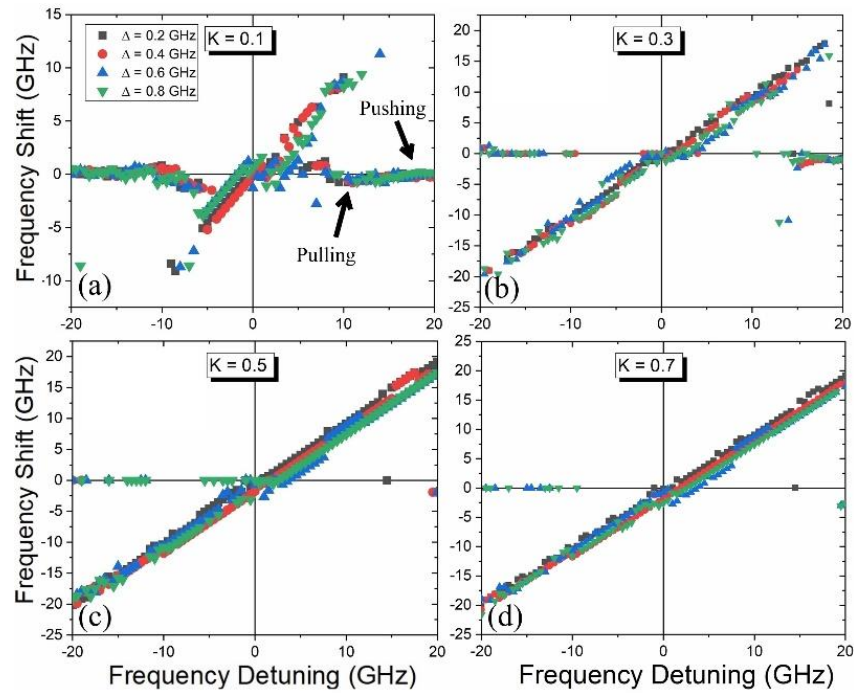 K = 0.1
Δ = 0.2 GHz
Δ = 0.4 GHz
Δ = 0.6 GHz
Δ = 0.8 GHz
Pushing
Pulling
(a)
10
5
0
-5
-10
-20 -10 0 10 20
Frequency Shift (GHz)
K = 0.3
(b)
20
15
10
5
0
-5
-10
-15
-20
-25
-20 -10 0 10 20
K = 0.5
(c)
20
15
10
5
0
-5
-10
-15
-20
-25
-20 -10 0 10 20
Frequency Shift (GHz)
Frequency Detuning (GHz)
K = 0.7
(d)
25
20
15
10
5
0
-5
-10
-15
-20
-25
-20 -10 0 10 20
Frequency Detuning (GHz)